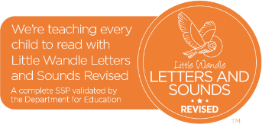 We're teaching every
child to read with
Little Wandle Letters
and Sounds Revised
A complete SSP validated by
the Department for Education
Little Wandle
LETTERS AND
SOUNDS
REVISED
TM